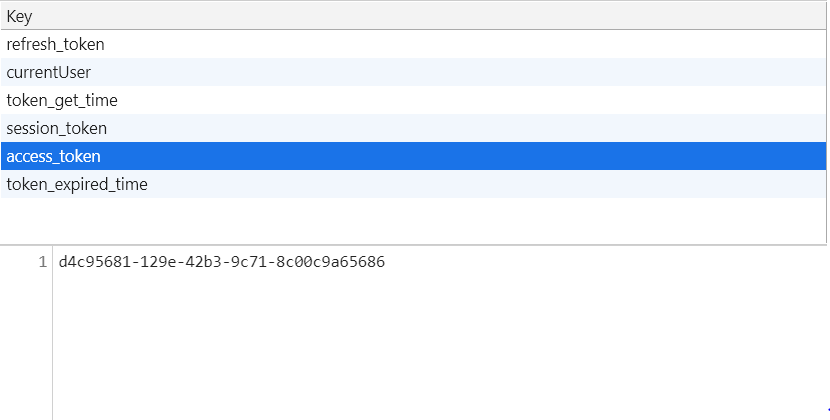 Key
refresh_token
currentUser
token_get_time
session_token
access_token
token_expired_time
1 d4c95681-129e-42b3-9c71-8c00c9a65686